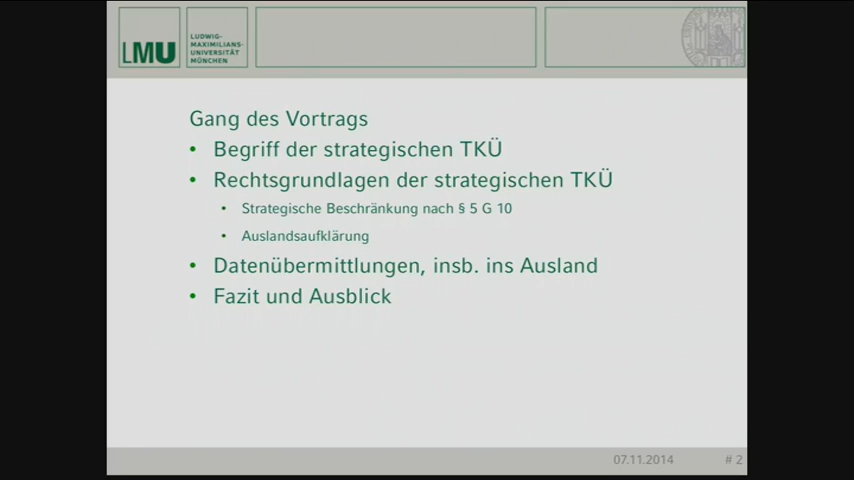 LMU
LUDWIG-
MAXIMILIANS-
UNIVERSITÄT
MÜNCHEN
Gang des Vortrags
• Begriff der strategischen TKÜ
• Rechtsgrundlagen der strategischen TKÜ
• Strategische Beschränkung nach § 5 G 10
• Auslandsaufklärung
• Datenübermittlungen, insb. ins Ausland
• Fazit und Ausblick
07.11.2014 # 2